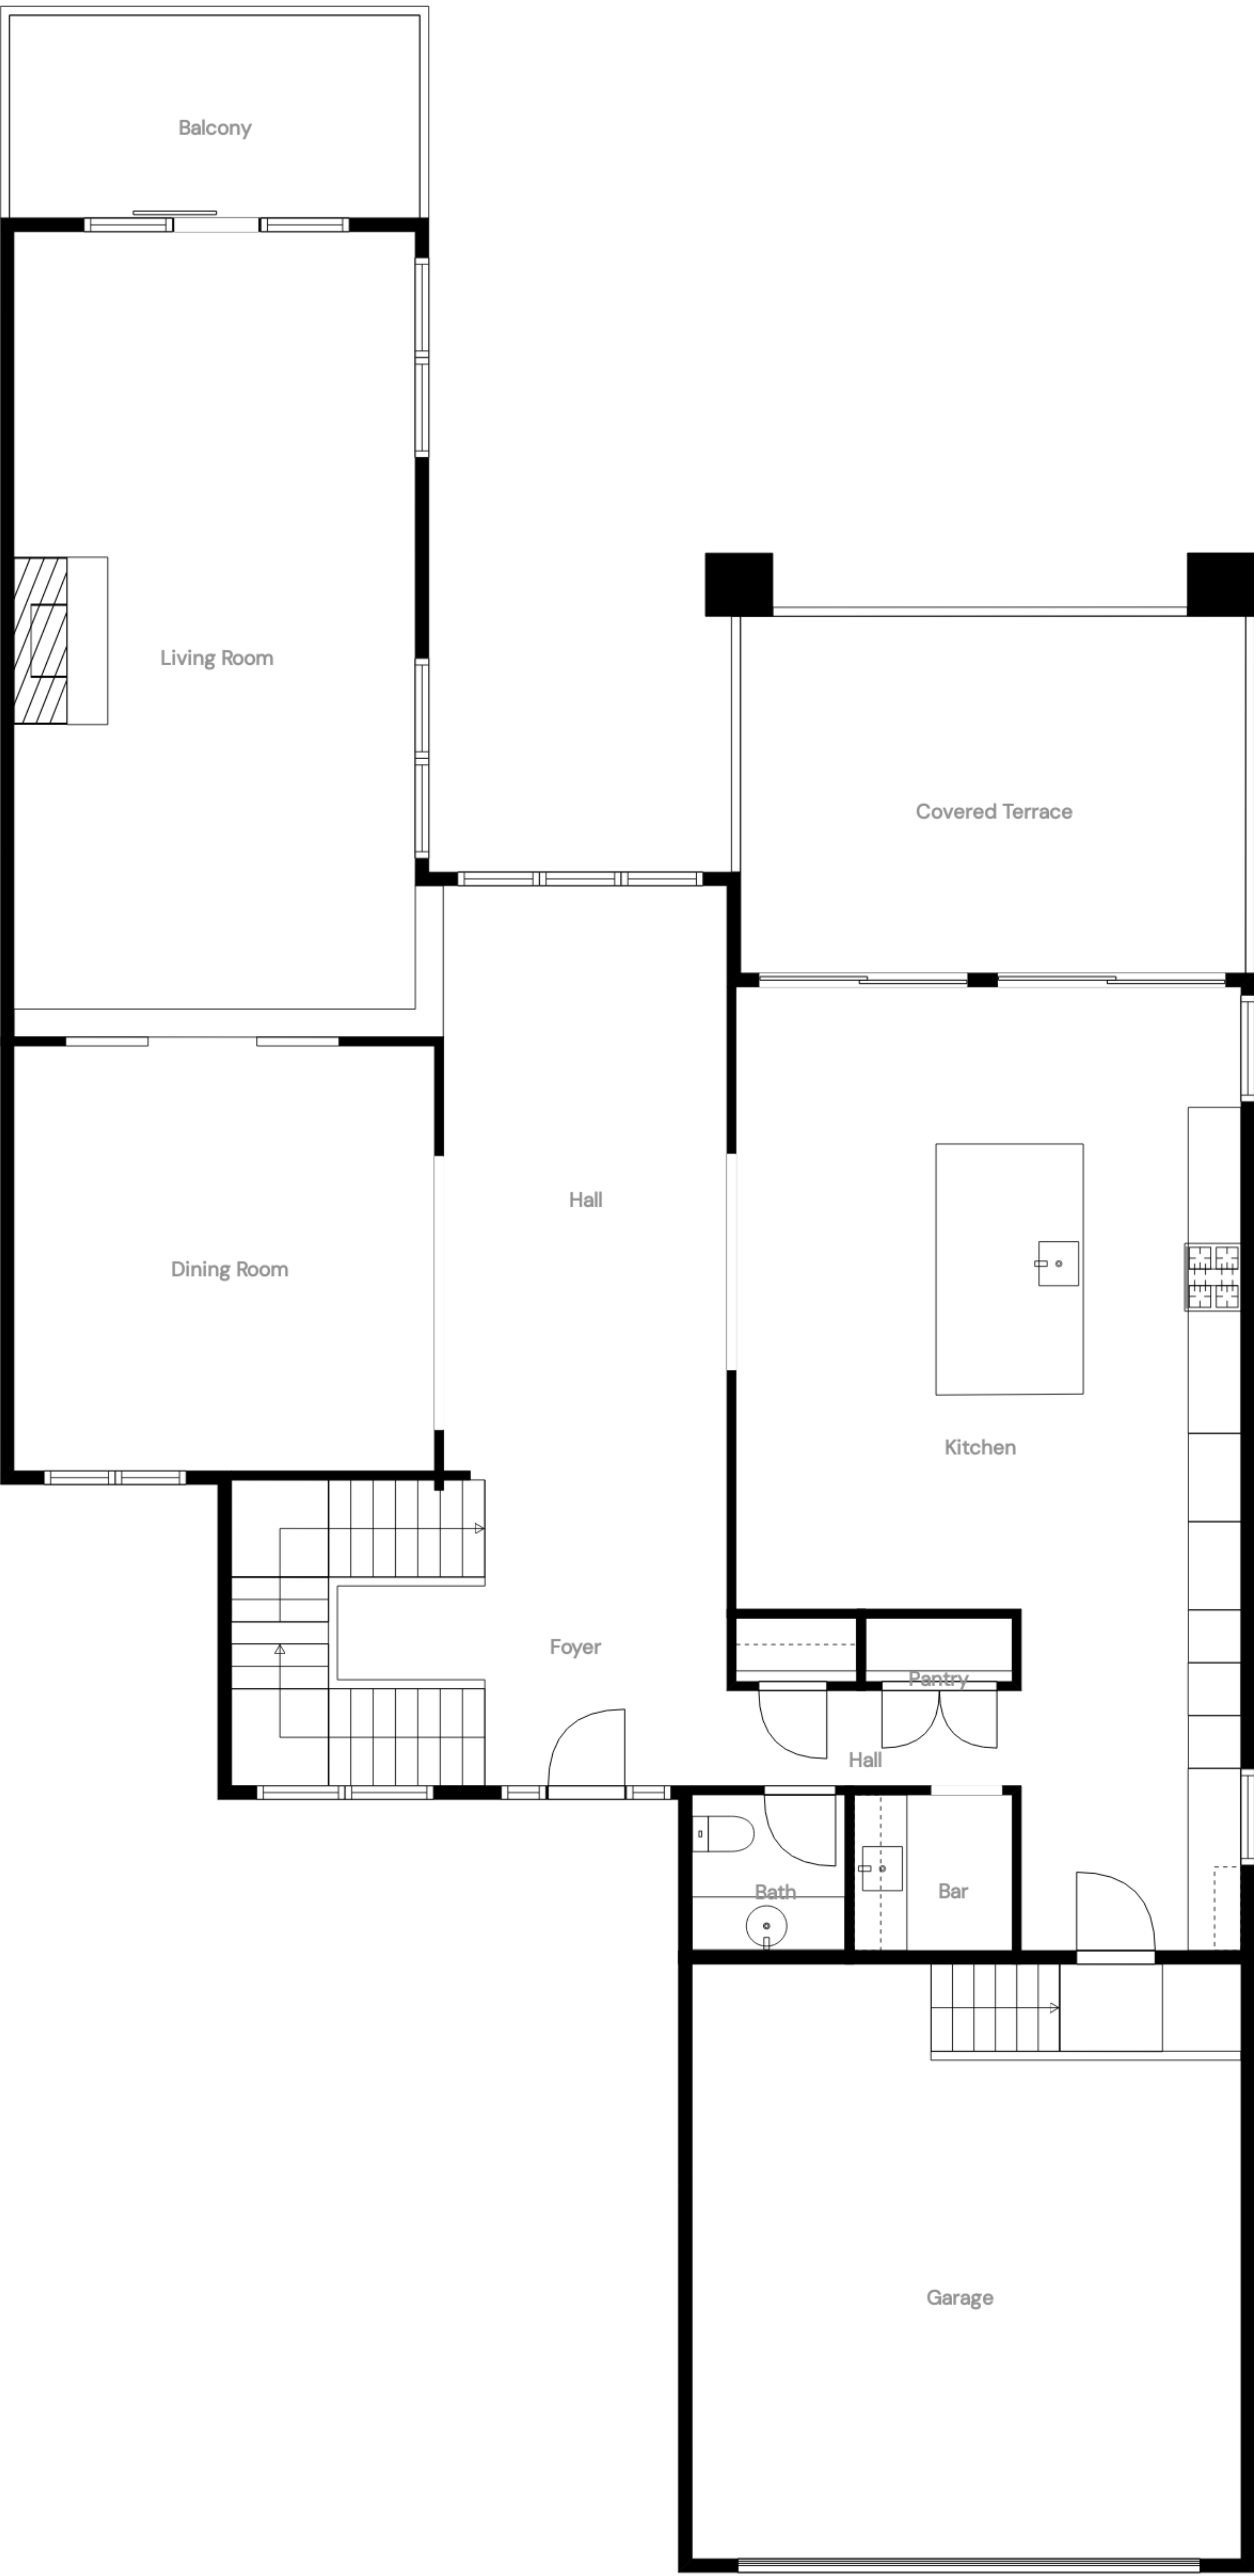 Balcony
Living Room
Covered Terrace
Hall
Dining Room
Kitchen
Foyer
Pantry
Hall
Bath
Bar
Garage